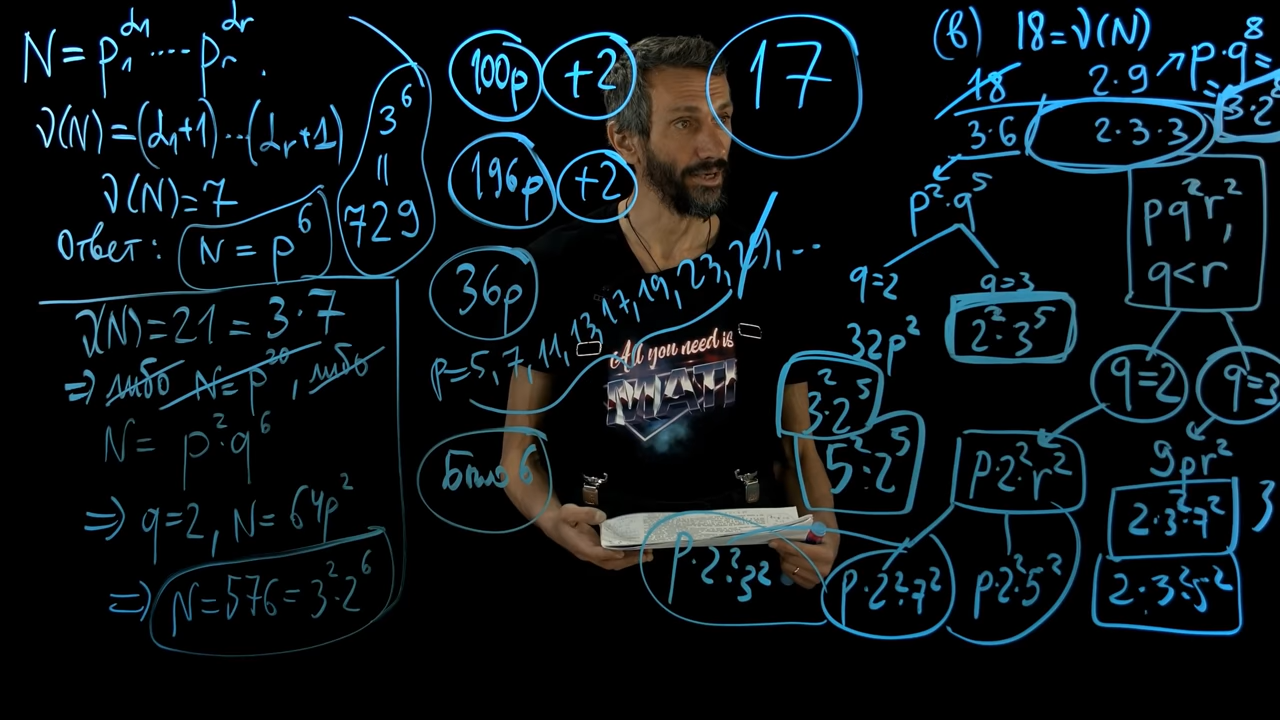 N = p₁^α₁ ···· pᵣ^αᵣ.
ν(N) = (α₁+1)···(αᵣ+1)
ν(N) = 7
Ответ: N = p⁶
3⁶
=
729
ν(N) = 21 = 3·7
⇒ либо N = p²⁰, либо
N = p²·q⁶
⇒ q=2, N = 64p²
⇒ N = 576 = 3²·2⁶
100p +2
196p +2
36p
p=5, 7, 11, 13, 17, 19, 23, 29, ...
Было 6
17
All you need is
MATH
(в) 18 = ν(N)
18 2·9 ↗ p·q⁸ =
3·6 2·3·3
p²·q⁵
q=2 q=3
32p² 2²·3⁵
3²·2⁵
5²·2⁵
pq²r²,
q<r
q=2 q=3
p·2²·r² 9pr²
2·3²·7²
p·2²·3² p·2²·7² p·2²·5² 2·3²·5²